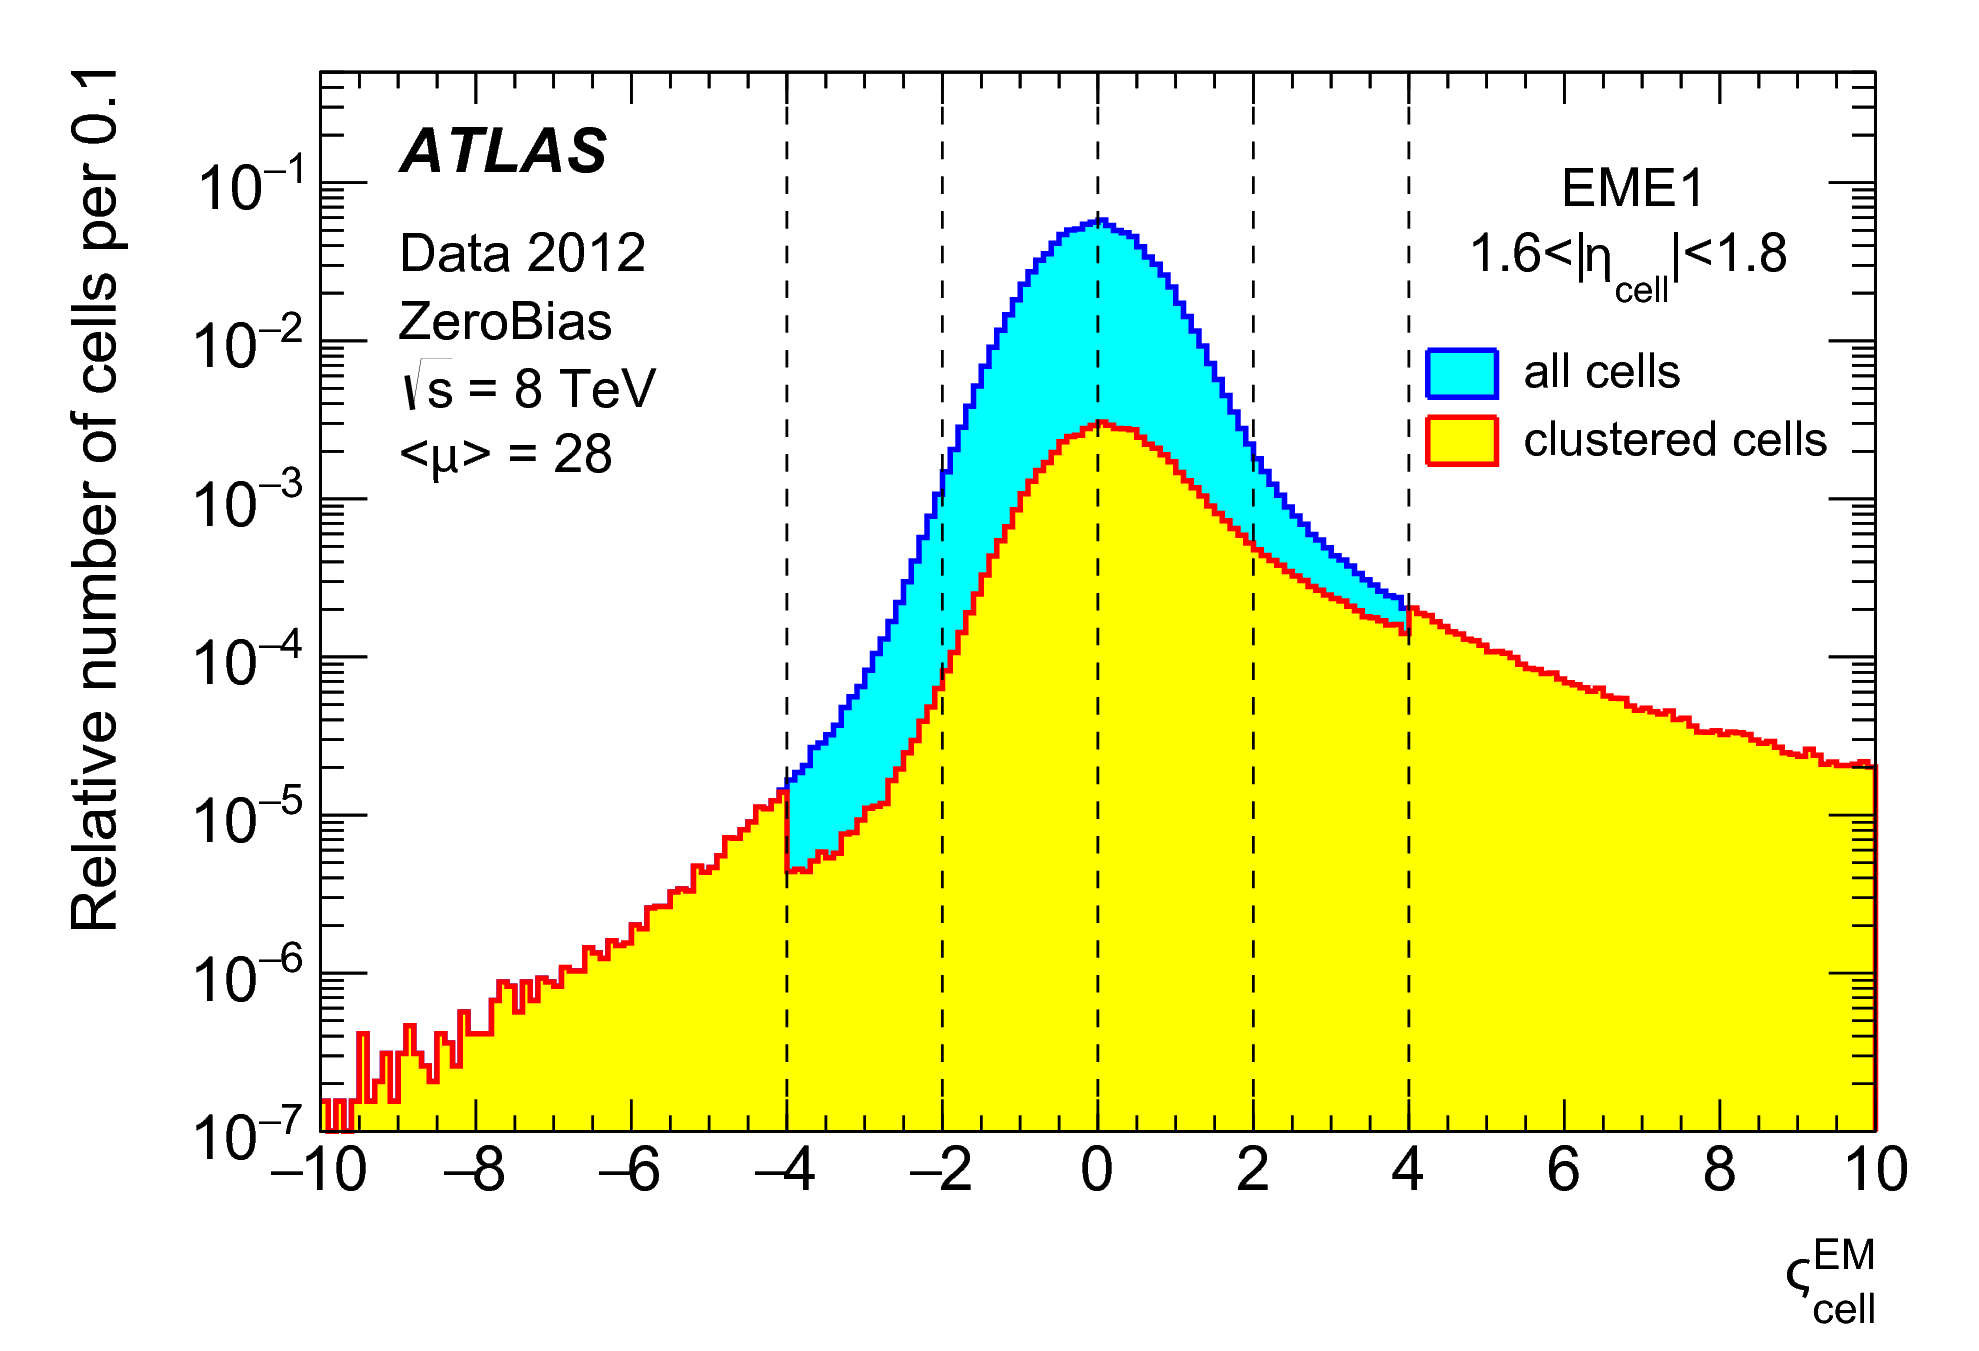 Relative number of cells per 0.1
ATLAS
Data 2012
ZeroBias
√s = 8 TeV
<μ> = 28
EME1
1.6<|η_cell|<1.8
all cells
clustered cells
10⁻¹
10⁻²
10⁻³
10⁻⁴
10⁻⁵
10⁻⁶
10⁻⁷
−10 −8 −6 −4 −2 0 2 4 6 8 10
ς^EM_cell